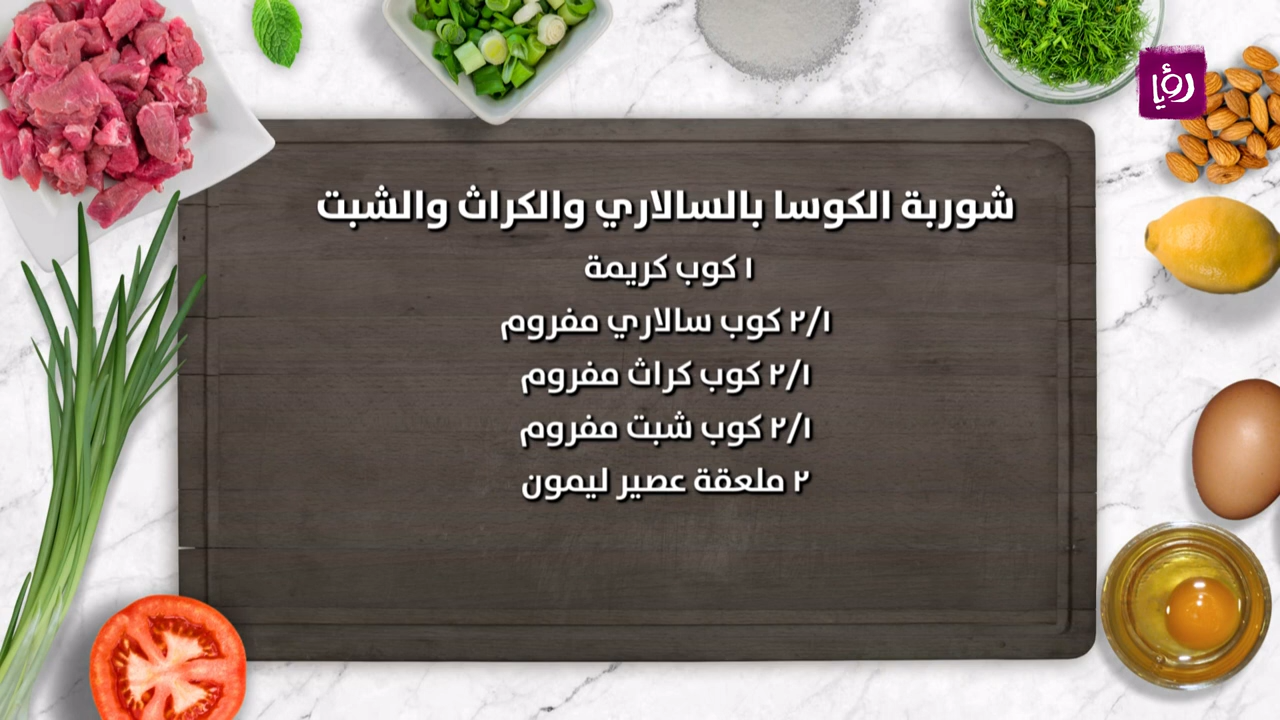 رؤيا
شوربة الكوسا بالسالاري والكراث والشبت
١ كوب كريمة
٢/١ كوب سالاري مفروم
٢/١ كوب كراث مفروم
٢/١ كوب شبت مفروم
٢ ملعقة عصير ليمون